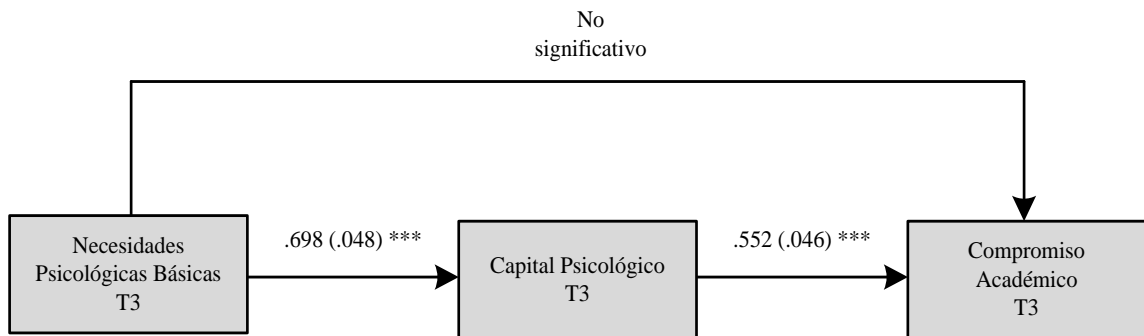 No
significativo
Necesidades
Psicológicas Básicas
T3
.698 (.048) ***
Capital Psicológico
T3
.552 (.046) ***
Compromiso
Académico
T3